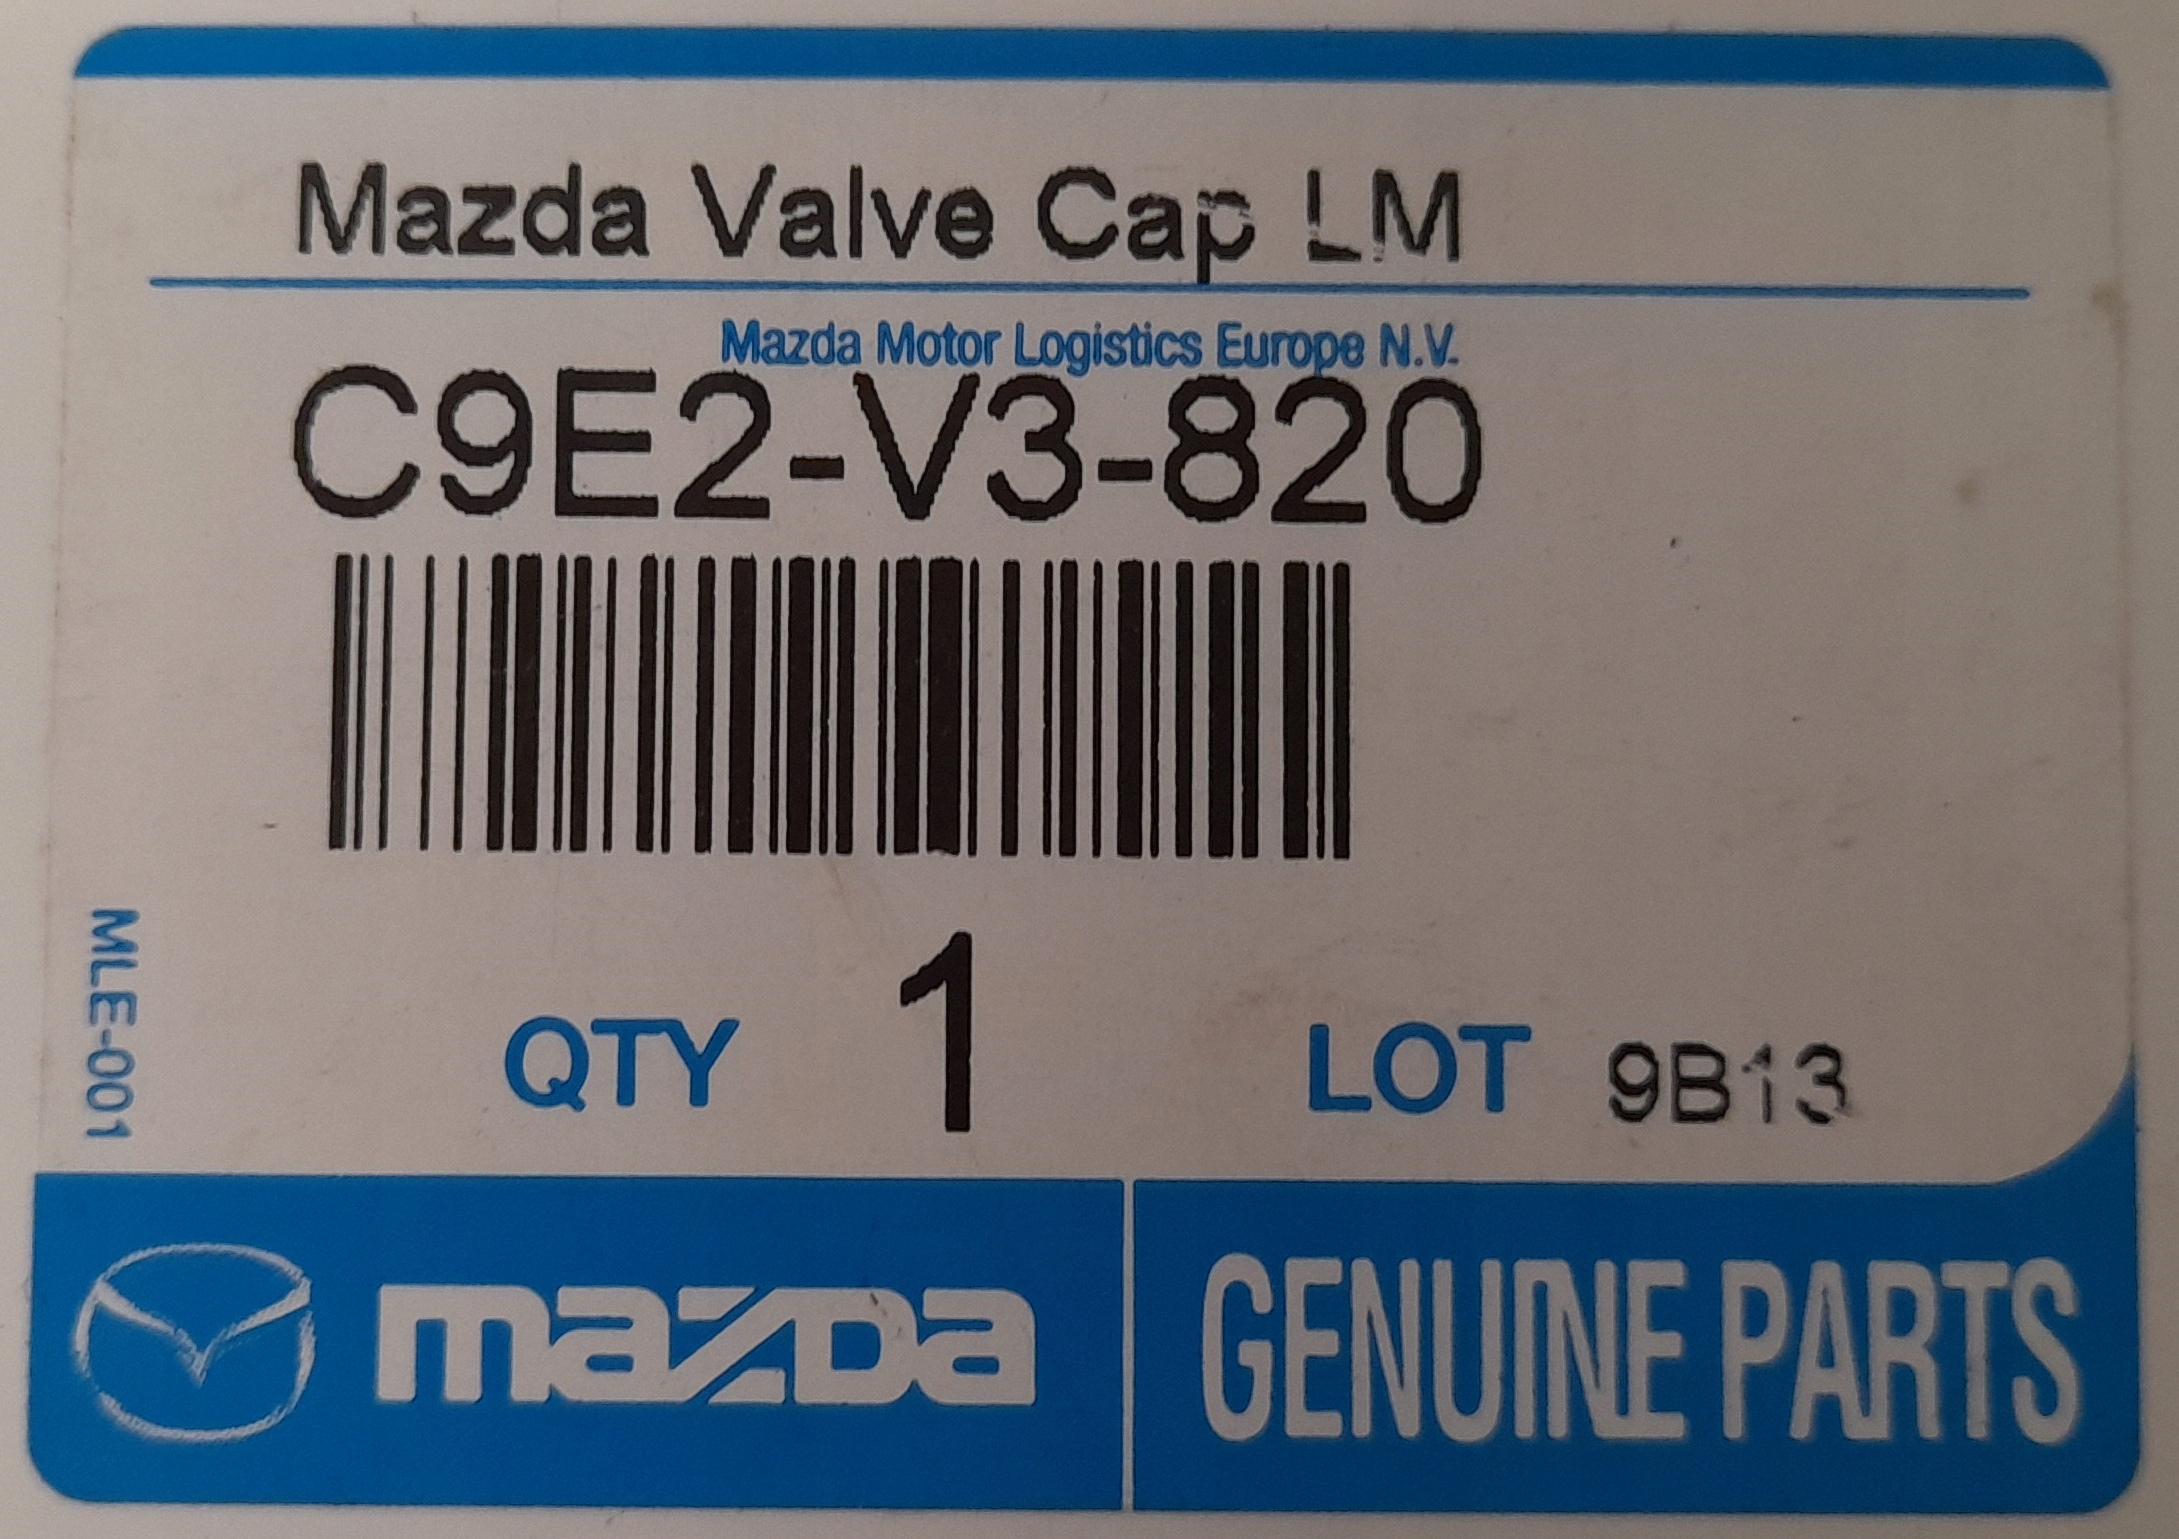 Mazda Valve Cap LM
Mazda Motor Logistics Europe N.V.
C9E2-V3-820
MLE-001
QTY 1 LOT 9B13
mazda GENUINE PARTS